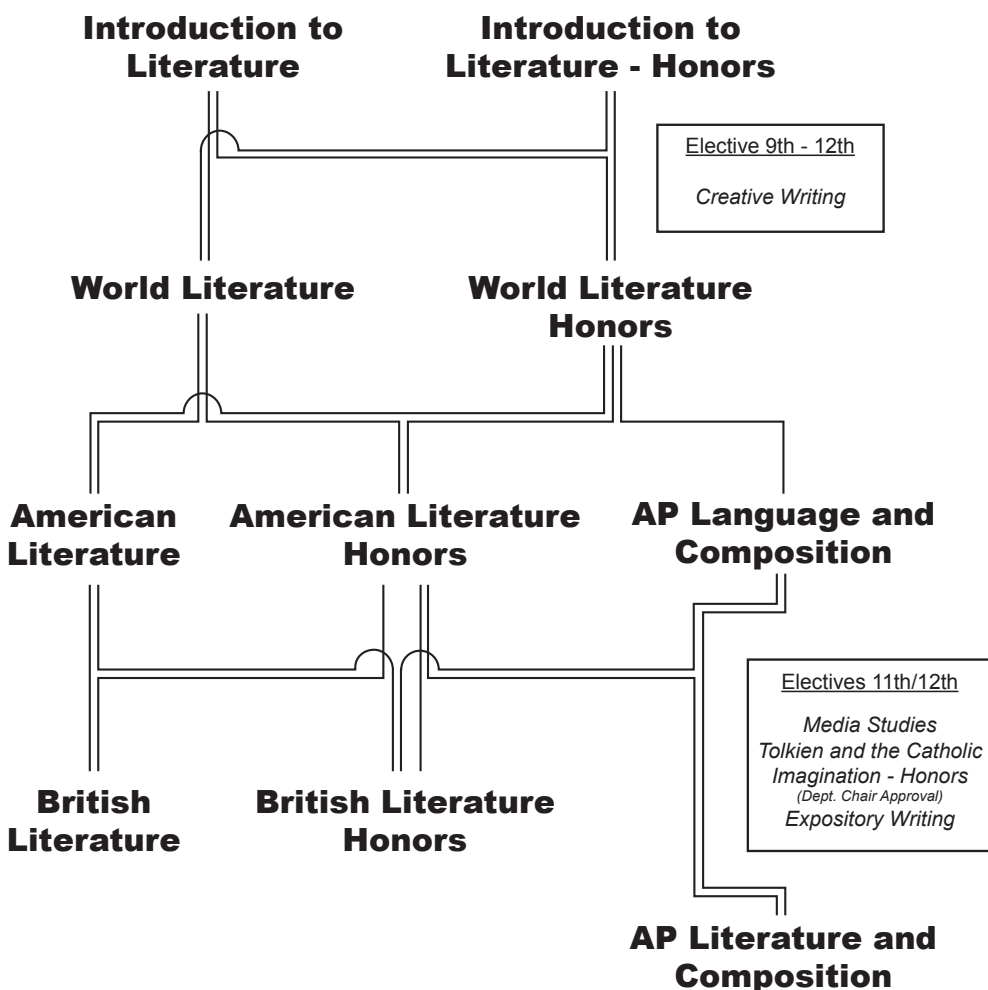 Introduction to
Literature
Introduction to
Literature - Honors
Elective 9th - 12th
Creative Writing
World Literature
World Literature
Honors
American
Literature
American Literature
Honors
AP Language and
Composition
Electives 11th/12th
Media Studies
Tolkien and the Catholic
Imagination - Honors
(Dept. Chair Approval)
Expository Writing
British
Literature
British Literature
Honors
AP Literature and
Composition